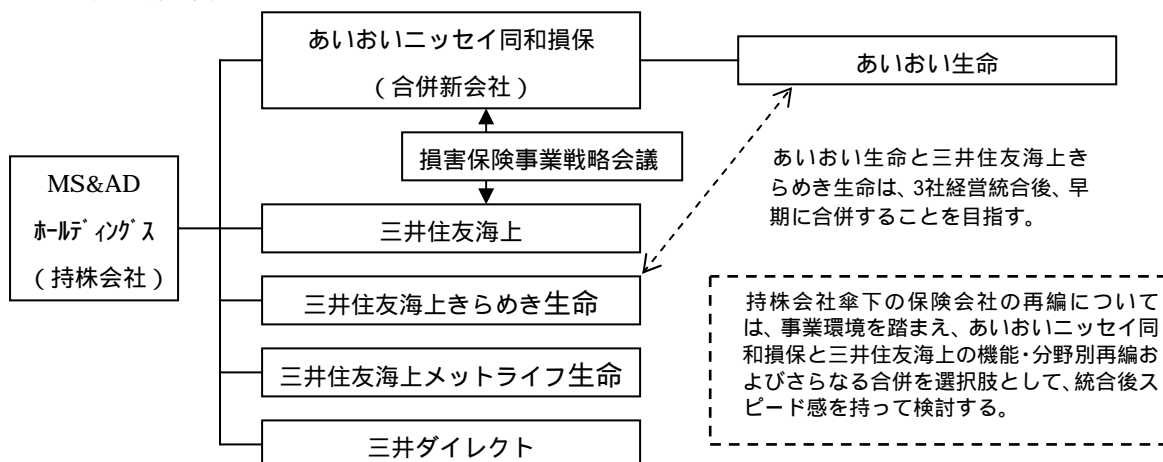 あいおいニッセイ同和損保
(合併新会社)
あいおい生命
損害保険事業戦略会議
MS&AD
ﾎｰﾙﾃﾞｨﾝｸﾞｽ
(持株会社)
あいおい生命と三井住友海上き
らめき生命は、3社経営統合後、早
期に合併することを目指す。
三井住友海上
三井住友海上きらめき生命
持株会社傘下の保険会社の再編について
は、事業環境を踏まえ、あいおいニッセイ同
和損保と三井住友海上の機能・分野別再編お
よびさらなる合併を選択肢として、統合後ス
ピード感を持って検討する。
三井住友海上メットライフ生命
三井ダイレクト